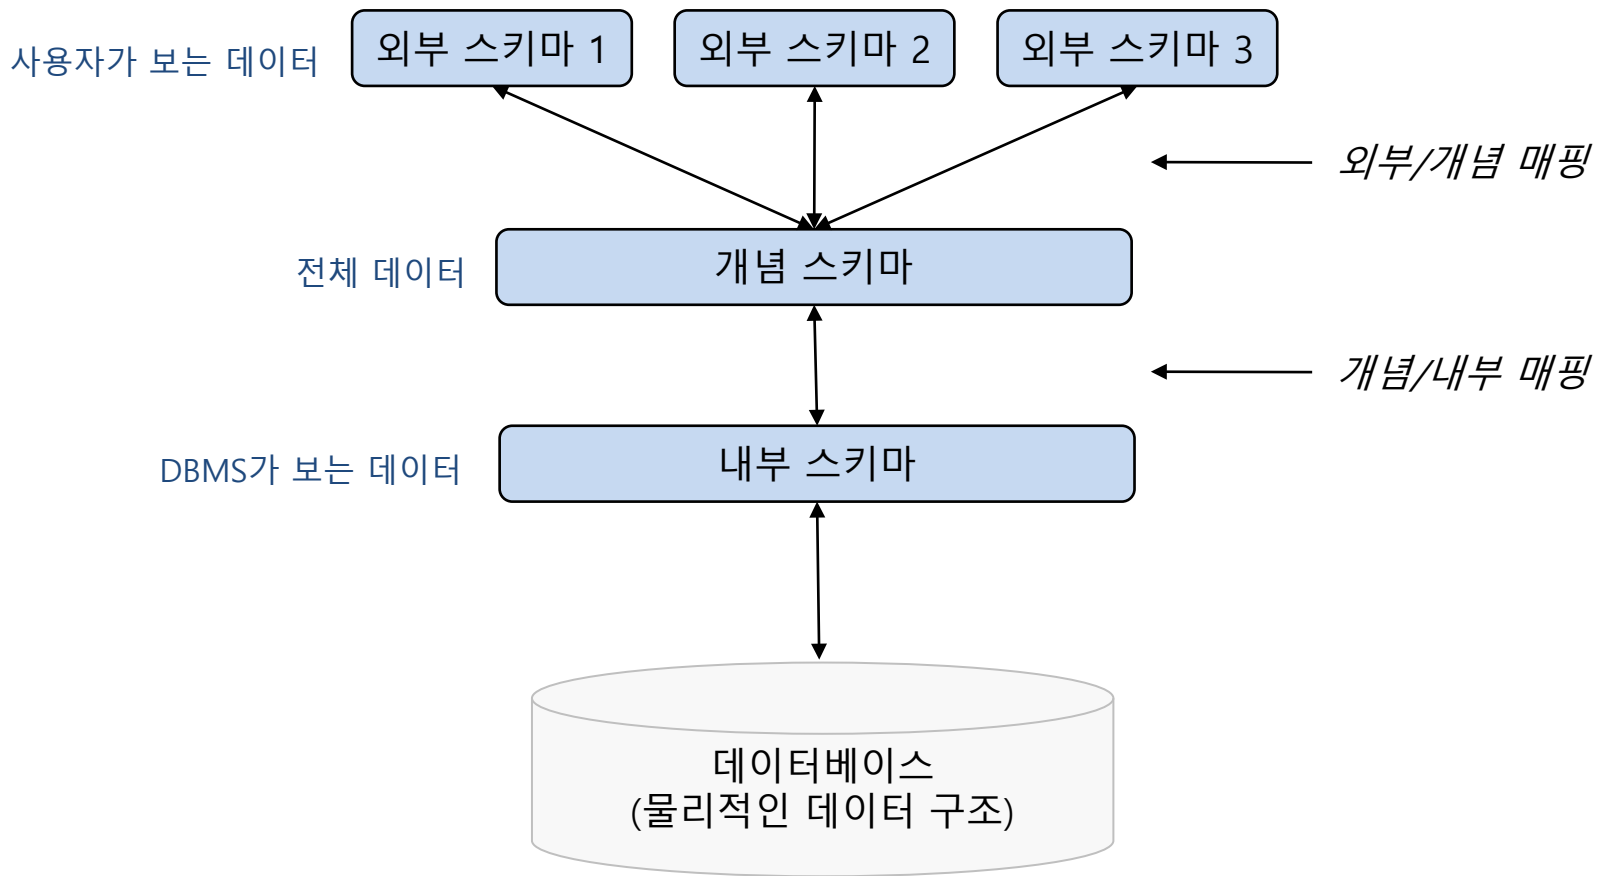 사용자가 보는 데이터
외부 스키마 1
외부 스키마 2
외부 스키마 3
외부/개념 매핑
전체 데이터
개념 스키마
개념/내부 매핑
DBMS가 보는 데이터
내부 스키마
데이터베이스
(물리적인 데이터 구조)